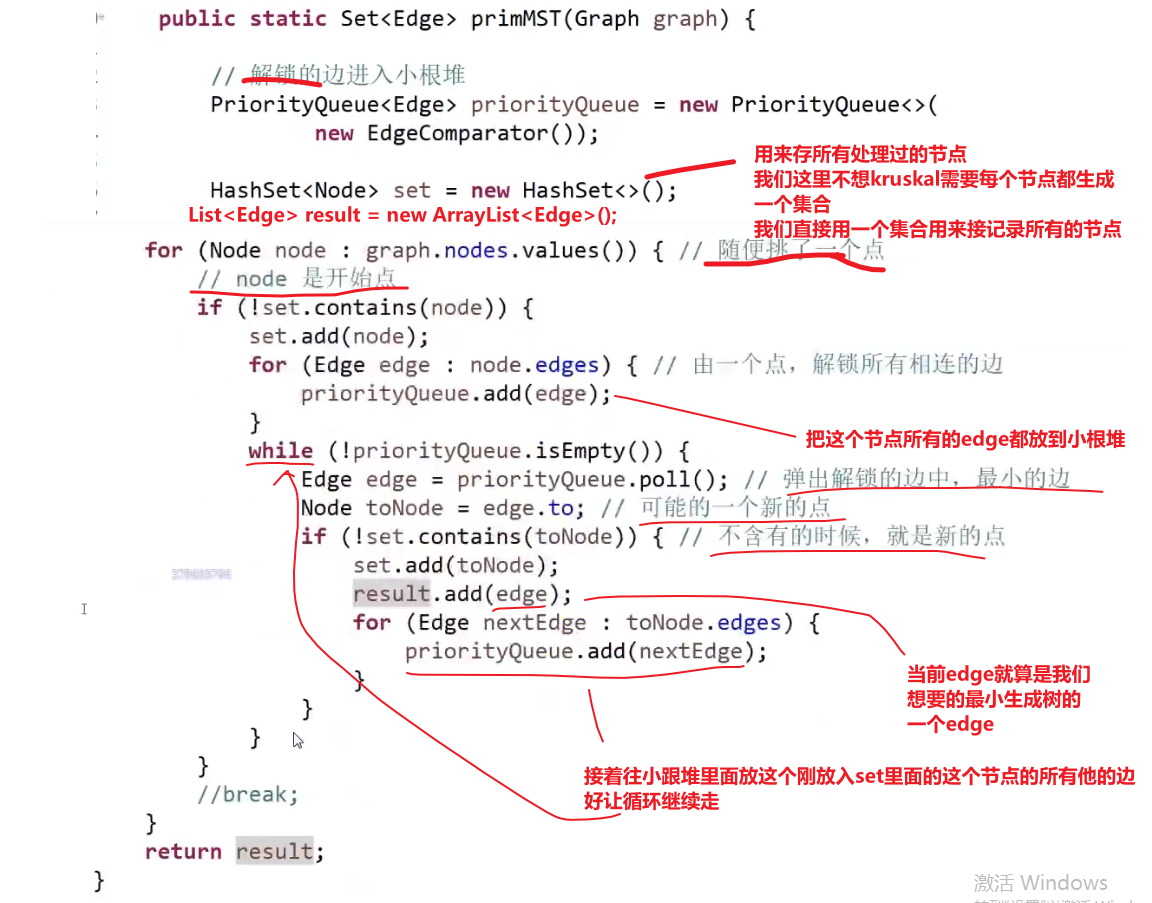 public static Set<Edge> primMST(Graph graph) {
// 解锁的边进入小根堆
PriorityQueue<Edge> priorityQueue = new PriorityQueue<>(
new EdgeComparator());
用来存所有处理过的节点
我们这里不想kruskal需要每个节点都生成
一个集合
我们直接用一个集合用来接记录所有的节点
HashSet<Node> set = new HashSet<>();
List<Edge> result = new ArrayList<Edge>();
for (Node node : graph.nodes.values()) { // 随便挑了一个点
// node 是开始点
if (!set.contains(node)) {
set.add(node);
for (Edge edge : node.edges) { // 由一个点，解锁所有相连的边
priorityQueue.add(edge);
}
把这个节点所有的edge都放到小根堆
while (!priorityQueue.isEmpty()) {
Edge edge = priorityQueue.poll(); // 弹出解锁的边中，最小的边
Node toNode = edge.to; // 可能的一个新的点
if (!set.contains(toNode)) { // 不含有的时候，就是新的点
set.add(toNode);
result.add(edge);
for (Edge nextEdge : toNode.edges) {
priorityQueue.add(nextEdge);
}
当前edge就算是我们
想要的最小生成树的
一个edge
}
}
接着往小跟堆里面放这个刚放入set里面的这个节点的所有他的边
好让循环继续走
}
//break;
}
return result;
}
激活 Windows